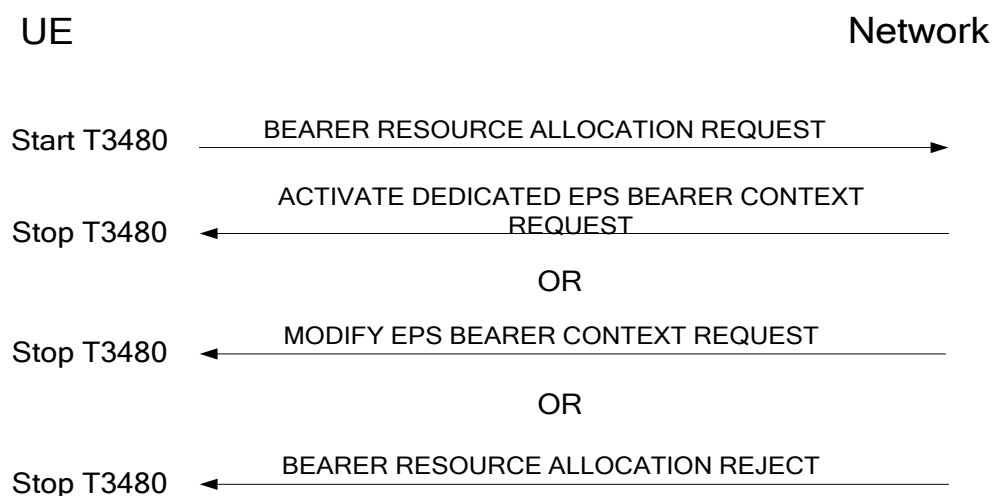 UE
Network
Start T3480
BEARER RESOURCE ALLOCATION REQUEST
ACTIVATE DEDICATED EPS BEARER CONTEXT
REQUEST
Stop T3480
OR
MODIFY EPS BEARER CONTEXT REQUEST
Stop T3480
OR
BEARER RESOURCE ALLOCATION REJECT
Stop T3480